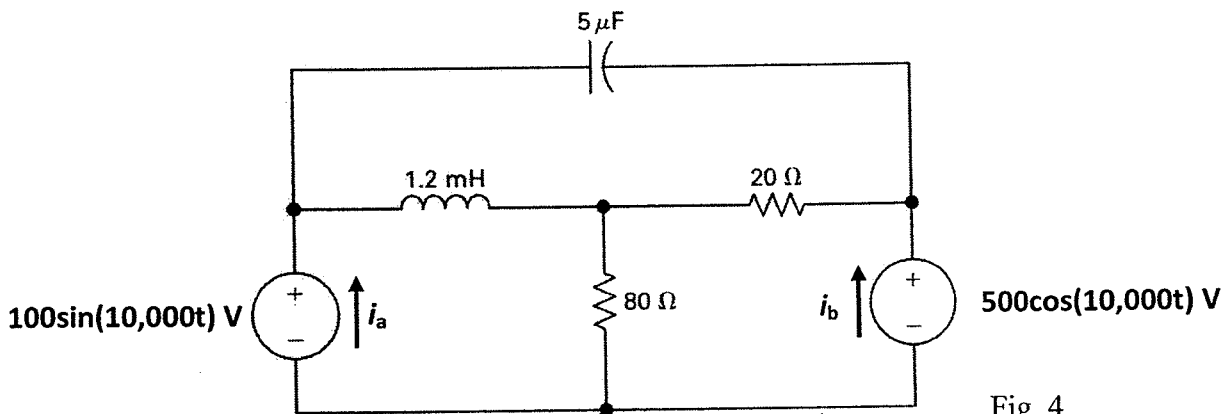 5 μF
1.2 mH
20 Ω
100sin(10,000t) V
+
−
i_a
80 Ω
i_b
+
−
500cos(10,000t) V
Fig. 4